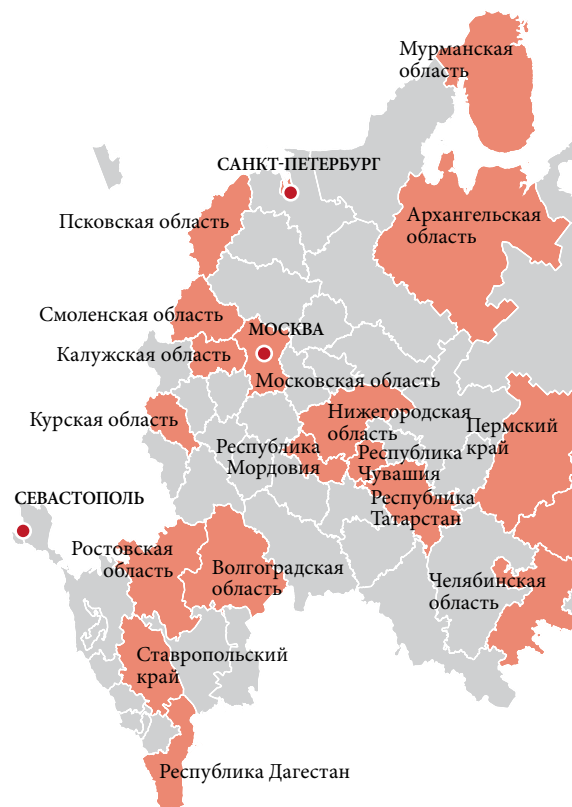 Мурманская
область
САНКТ-ПЕТЕРБУРГ
Псковская область
Архангельская
область
Смоленская область
МОСКВА
Калужская область
Московская область
Курская область
Нижегородская
область
Пермский
край
Республика
Мордовия
Республика
Чувашия
СЕВАСТОПОЛЬ
Республика
Татарстан
Ростовская
область
Волгоградская
область
Челябинская
область
Ставропольский
край
Республика Дагестан